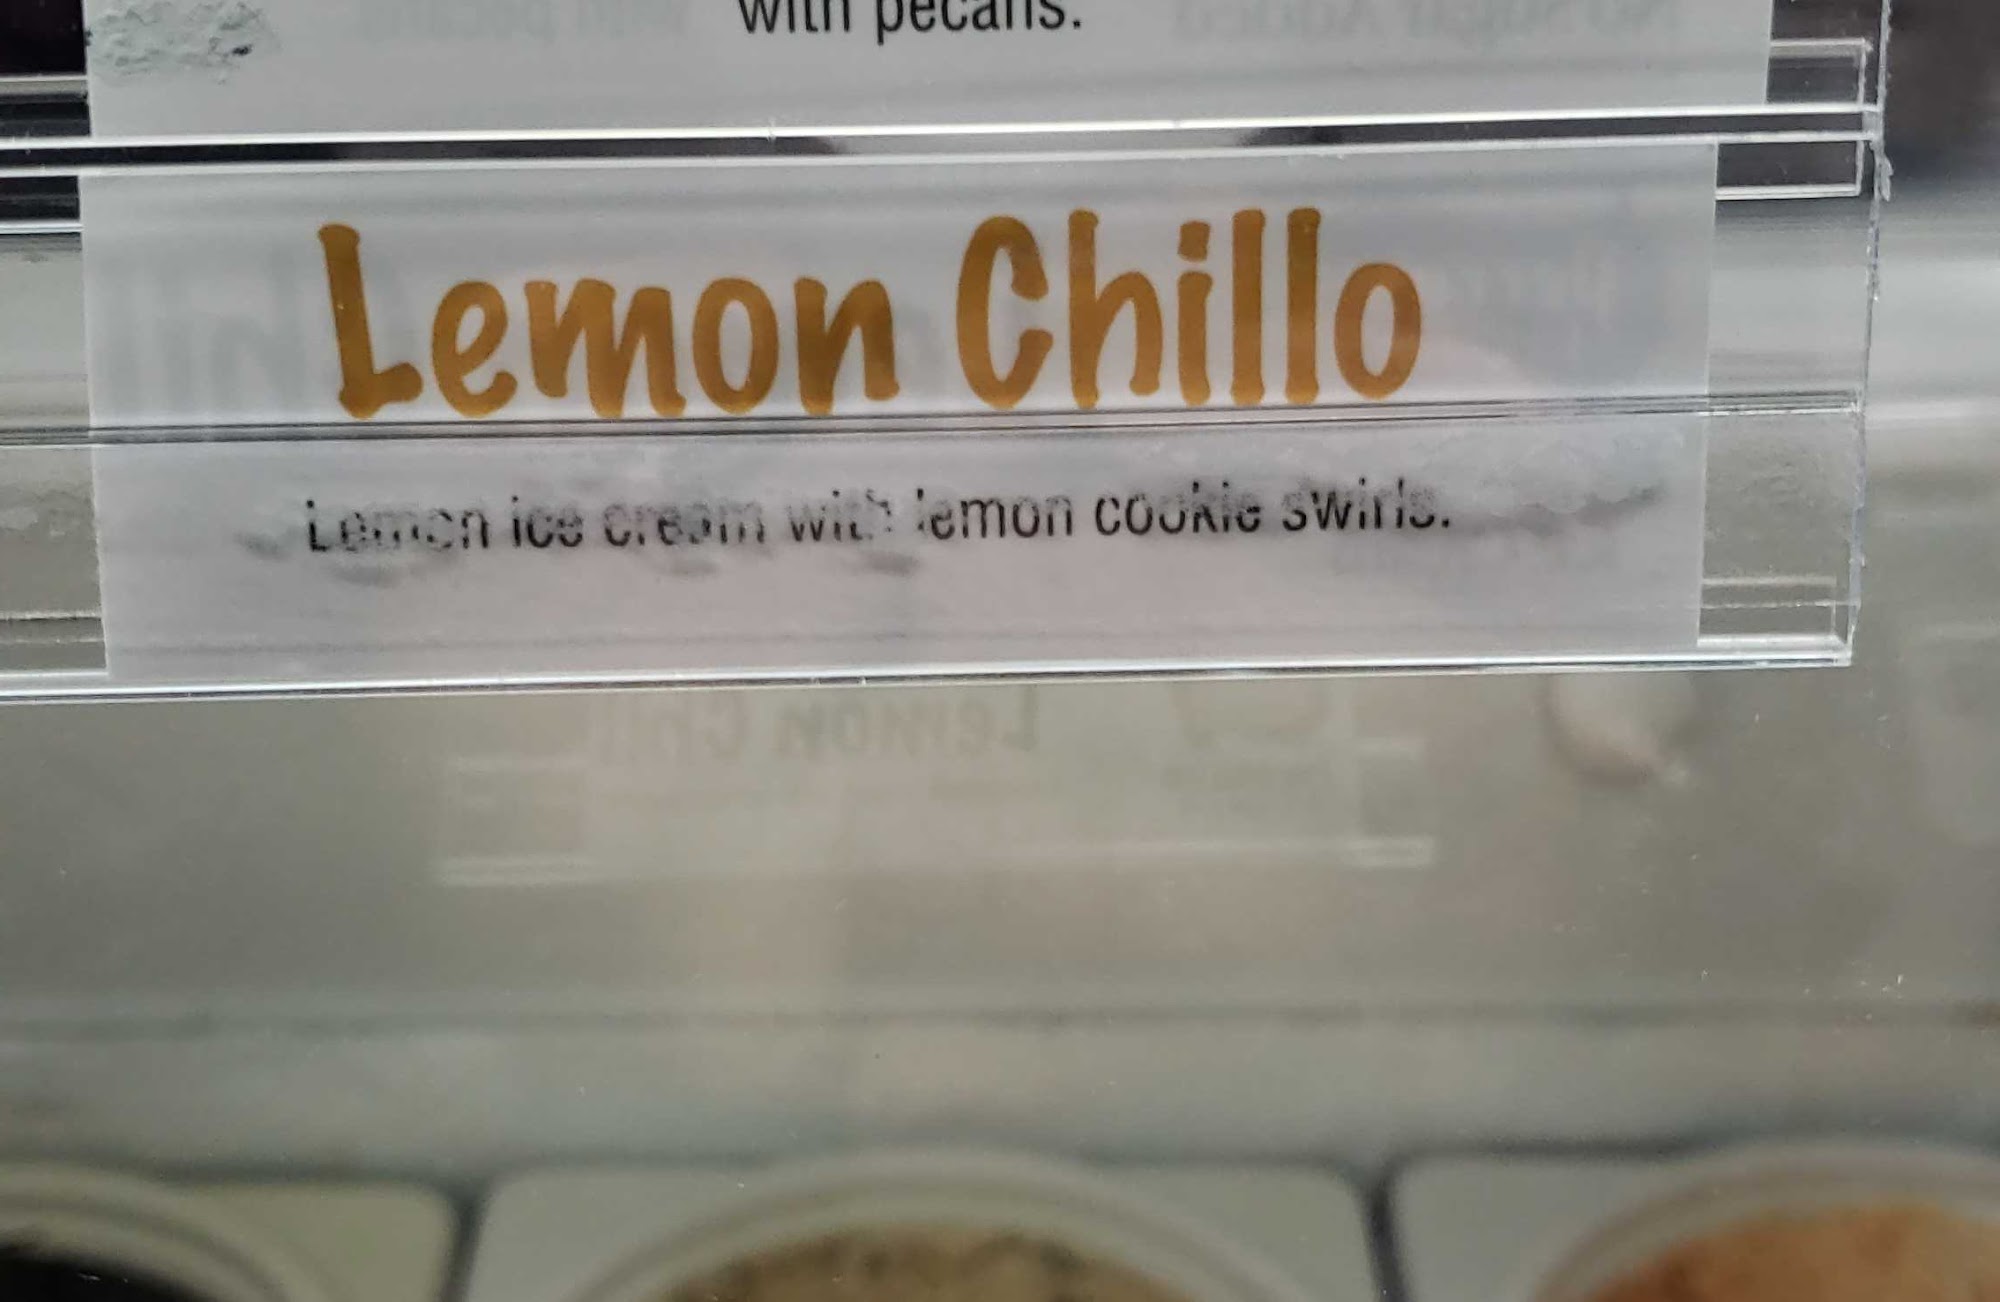 with pecans.
Lemon Chillo
Lemon ice cream with lemon cookie swirls.